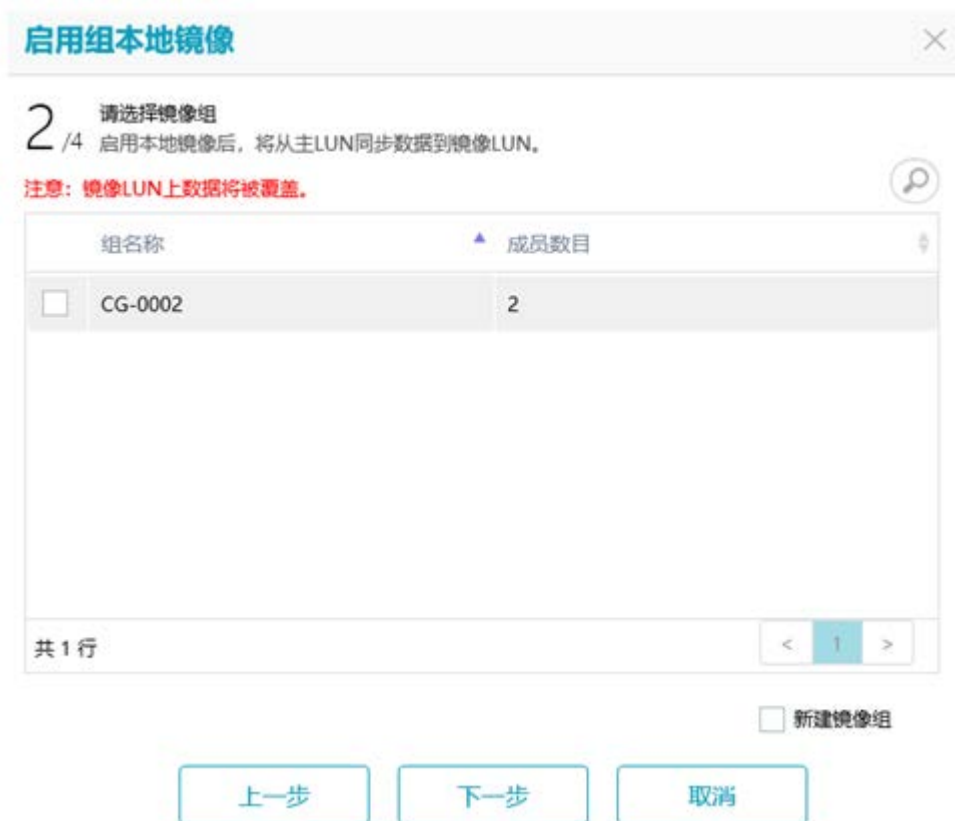 启用组本地镜像
2/4 请选择镜像组
启用本地镜像后，将从主LUN同步数据到镜像LUN。
注意：镜像LUN上数据将被覆盖。
组名称 成员数目
CG-0002 2
共 1 行 < 1 >
新建镜像组
上一步 下一步 取消